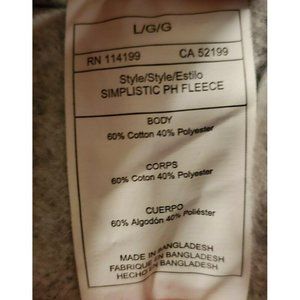 L/G/G
RN 114199 CA 52199
Style/Style/Estilo
SIMPLISTIC PH FLEECE
BODY
60% Cotton 40% Polyester
CORPS
60% Coton 40% Polyester
CUERPO
60% Algodón 40% Poliéster
MADE IN BANGLADESH
FABRIQUÉ EN BANGLADESH
HECHO EN BANGLADESH